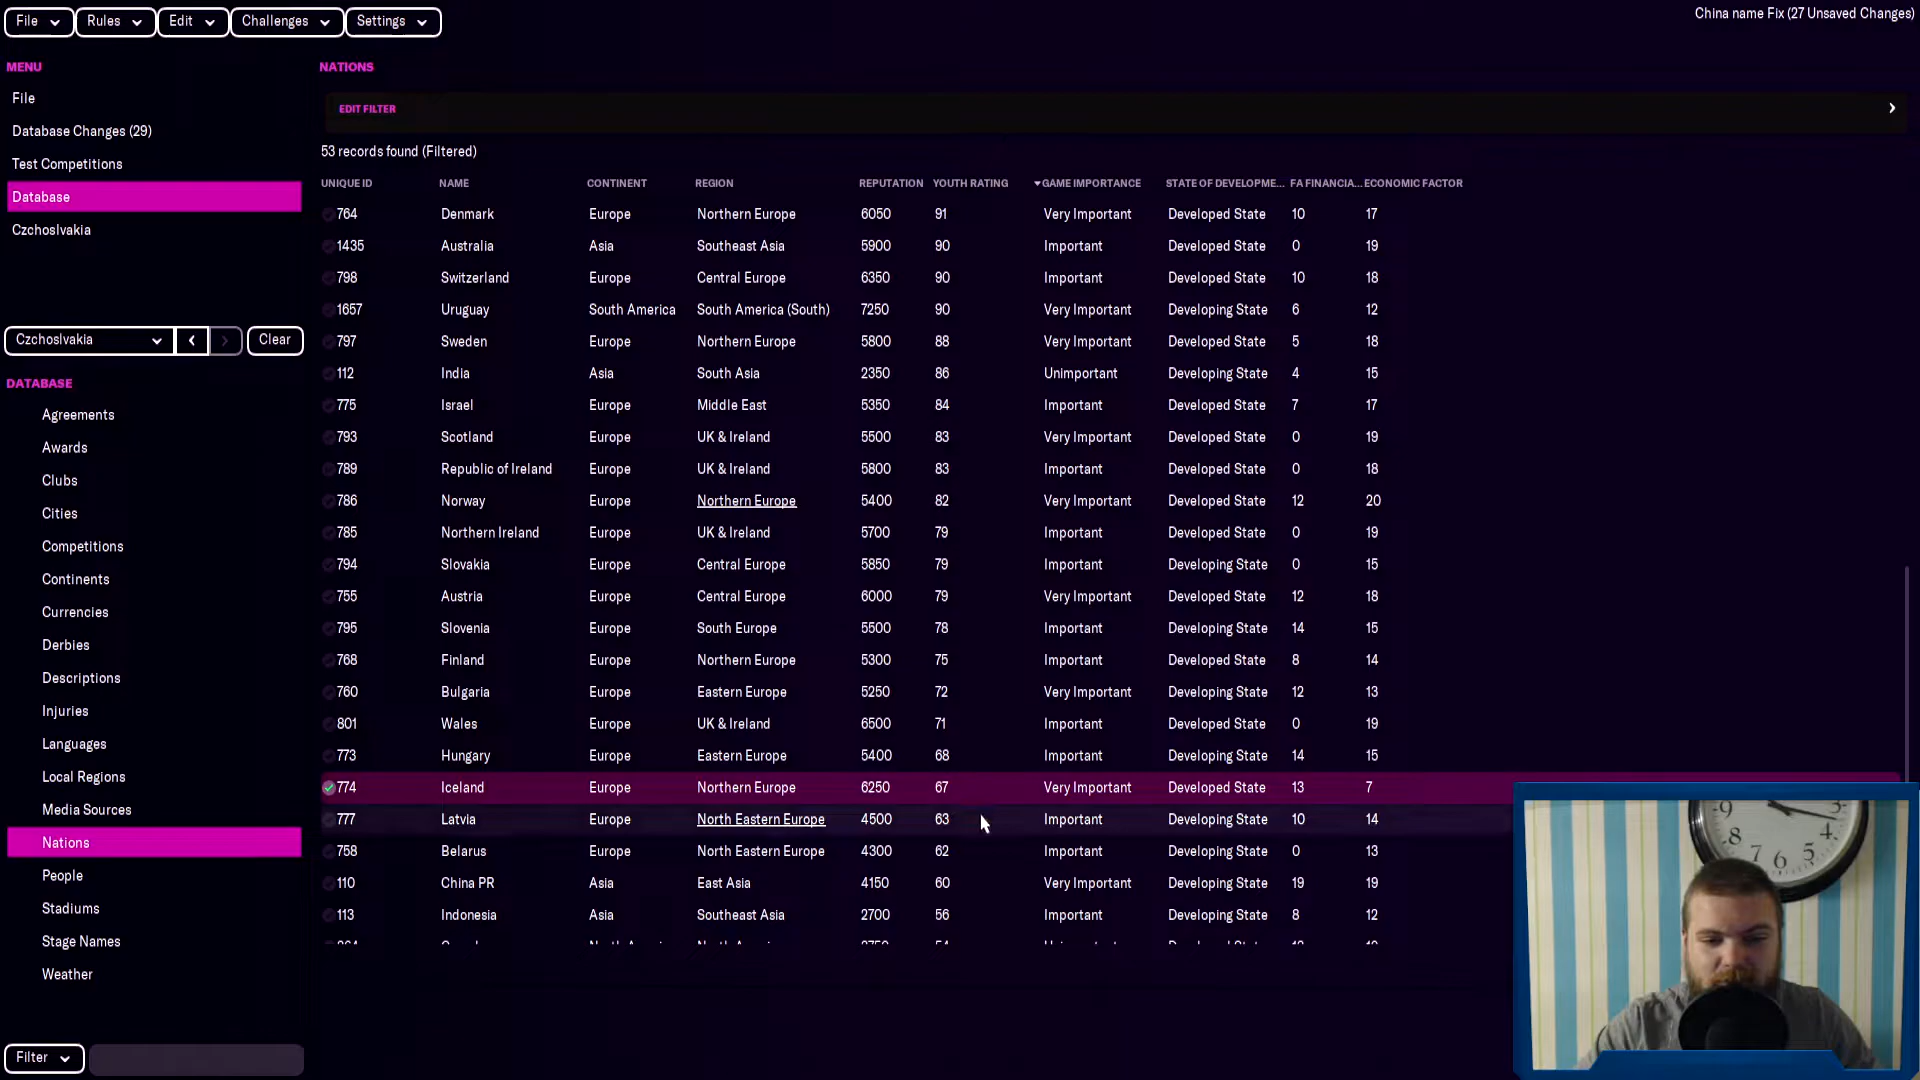 File
Rules
Edit
Challenges
Settings
China name Fix (27 Unsaved Changes)
MENU
File
Database Changes (29)
Test Competitions
Database
Czchoslvakia
Czchoslvakia
Clear
DATABASE
Agreements
Awards
Clubs
Cities
Competitions
Continents
Currencies
Derbies
Descriptions
Injuries
Languages
Local Regions
Media Sources
Nations
People
Stadiums
Stage Names
Weather
Filter
NATIONS
EDIT FILTER
53 records found (Filtered)
UNIQUE ID NAME CONTINENT REGION REPUTATION YOUTH RATING GAME IMPORTANCE STATE OF DEVELOPME... FA FINANCIA... ECONOMIC FACTOR
764 Denmark Europe Northern Europe 6050 91 Very Important Developed State 10 17
1435 Australia Asia Southeast Asia 5900 90 Important Developed State 0 19
798 Switzerland Europe Central Europe 6350 90 Important Developed State 10 18
1657 Uruguay South America South America (South) 7250 90 Very Important Developing State 6 12
797 Sweden Europe Northern Europe 5800 88 Very Important Developed State 5 18
112 India Asia South Asia 2350 86 Unimportant Developing State 4 15
775 Israel Europe Middle East 5350 84 Important Developed State 7 17
793 Scotland Europe UK & Ireland 5500 83 Very Important Developed State 0 19
789 Republic of Ireland Europe UK & Ireland 5800 83 Important Developed State 0 18
786 Norway Europe Northern Europe 5400 82 Very Important Developed State 12 20
785 Northern Ireland Europe UK & Ireland 5700 79 Important Developed State 0 19
794 Slovakia Europe Central Europe 5850 79 Important Developing State 0 15
755 Austria Europe Central Europe 6000 79 Very Important Developed State 12 18
795 Slovenia Europe South Europe 5500 78 Important Developing State 14 15
768 Finland Europe Northern Europe 5300 75 Important Developed State 8 14
760 Bulgaria Europe Eastern Europe 5250 72 Very Important Developing State 12 13
801 Wales Europe UK & Ireland 6500 71 Important Developed State 0 19
773 Hungary Europe Eastern Europe 5400 68 Important Developing State 14 15
774 Iceland Europe Northern Europe 6250 67 Very Important Developed State 13 7
777 Latvia Europe North Eastern Europe 4500 63 Important Developing State 10 14
758 Belarus Europe North Eastern Europe 4300 62 Important Developing State 0 13
110 China PR Asia East Asia 4150 60 Very Important Developing State 19 19
113 Indonesia Asia Southeast Asia 2700 56 Important Developing State 8 12
9 8 7 6 5 4